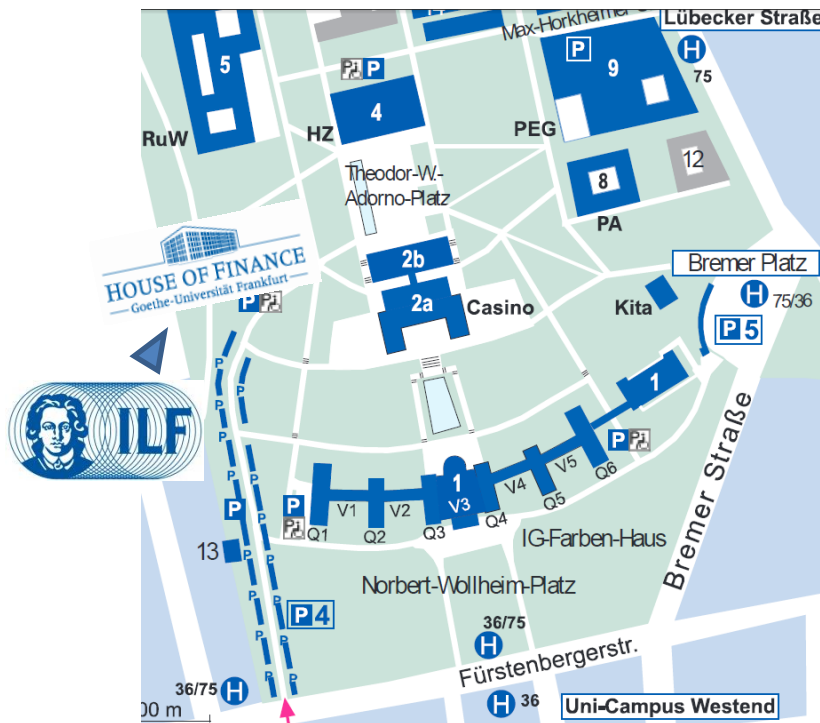 Max-Horkheimer-S
Lübecker Straße
H
75
5
P
P
4
P
9
RuW
HZ
PEG
12
8
PA
Theodor-W.-
Adorno-Platz
HOUSE OF FINANCE
Goethe-Universität Frankfurt
P
P
2b
2a
Casino
Bremer Platz
H
75/36
Kita
P 5
1
ILF
P
P
P
P
V1
V2
1
V3
V4
V5
Q1
Q2
Q3
Q4
Q5
Q6
13
IG-Farben-Haus
Bremer Straße
Norbert-Wollheim-Platz
P 4
36/75
H
Fürstenbergerstr.
36/75
H
H
36
Uni-Campus Westend
00 m